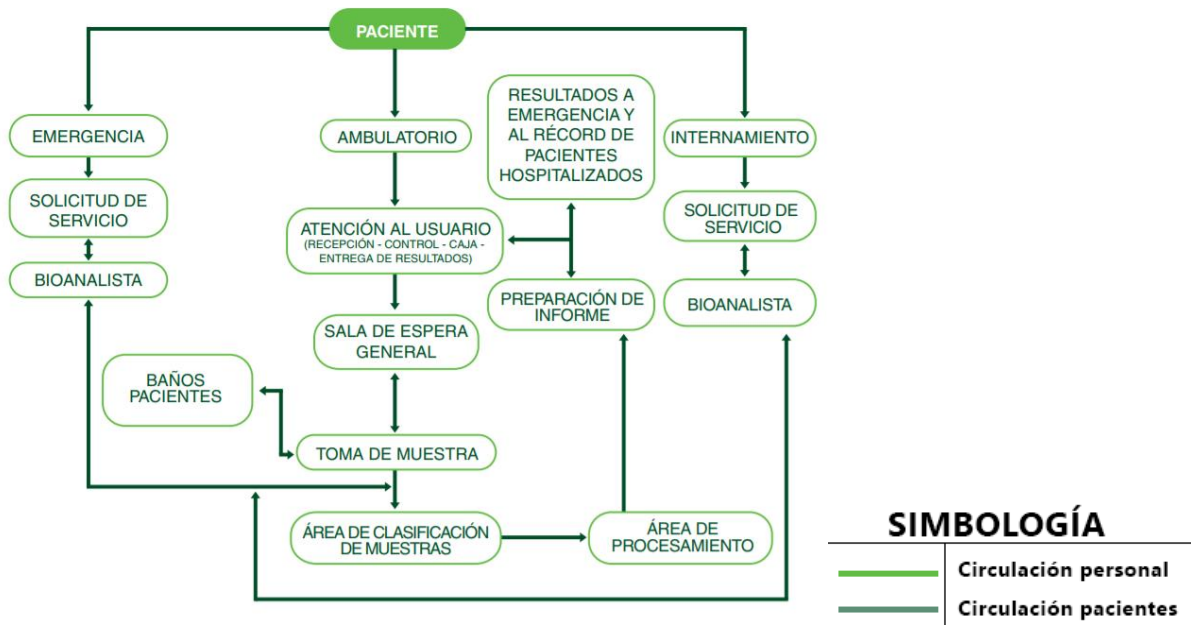 PACIENTE
EMERGENCIA
AMBULATORIO
RESULTADOS A
EMERGENCIA Y
AL RÉCORD DE
PACIENTES
HOSPITALIZADOS
INTERNAMIENTO
SOLICITUD DE
SERVICIO
ATENCIÓN AL USUARIO
(RECEPCIÓN - CONTROL - CAJA -
ENTREGA DE RESULTADOS)
SOLICITUD DE
SERVICIO
BIOANALISTA
PREPARACIÓN DE
INFORME
BIOANALISTA
SALA DE ESPERA
GENERAL
BAÑOS
PACIENTES
TOMA DE MUESTRA
ÁREA DE CLASIFICACIÓN
DE MUESTRAS
ÁREA DE
PROCESAMIENTO
SIMBOLOGÍA
Circulación personal
Circulación pacientes